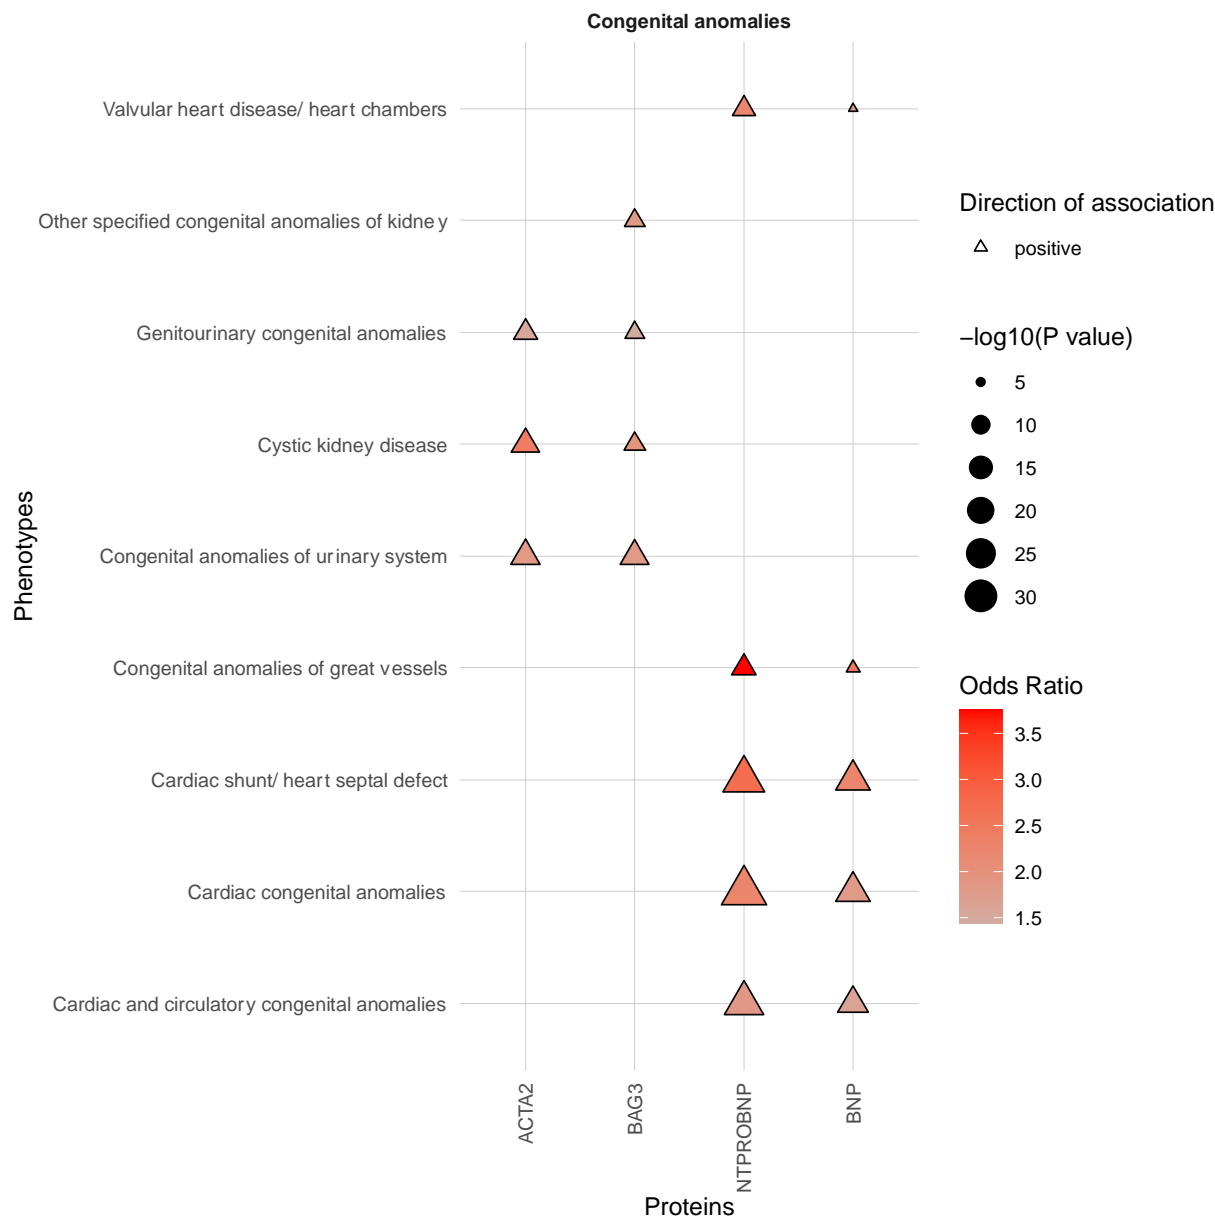 Congenital anomalies
Valvular heart disease/ heart chambers
Other specified congenital anomalies of kidney
Genitourinary congenital anomalies
Cystic kidney disease
Congenital anomalies of urinary system
Congenital anomalies of great vessels
Cardiac shunt/ heart septal defect
Cardiac congenital anomalies
Cardiac and circulatory congenital anomalies
Phenotypes
ACTA2
BAG3
NTPROBNP
BNP
Proteins
Direction of association
positive
−log10(P value)
5
10
15
20
25
30
Odds Ratio
3.5
3.0
2.5
2.0
1.5